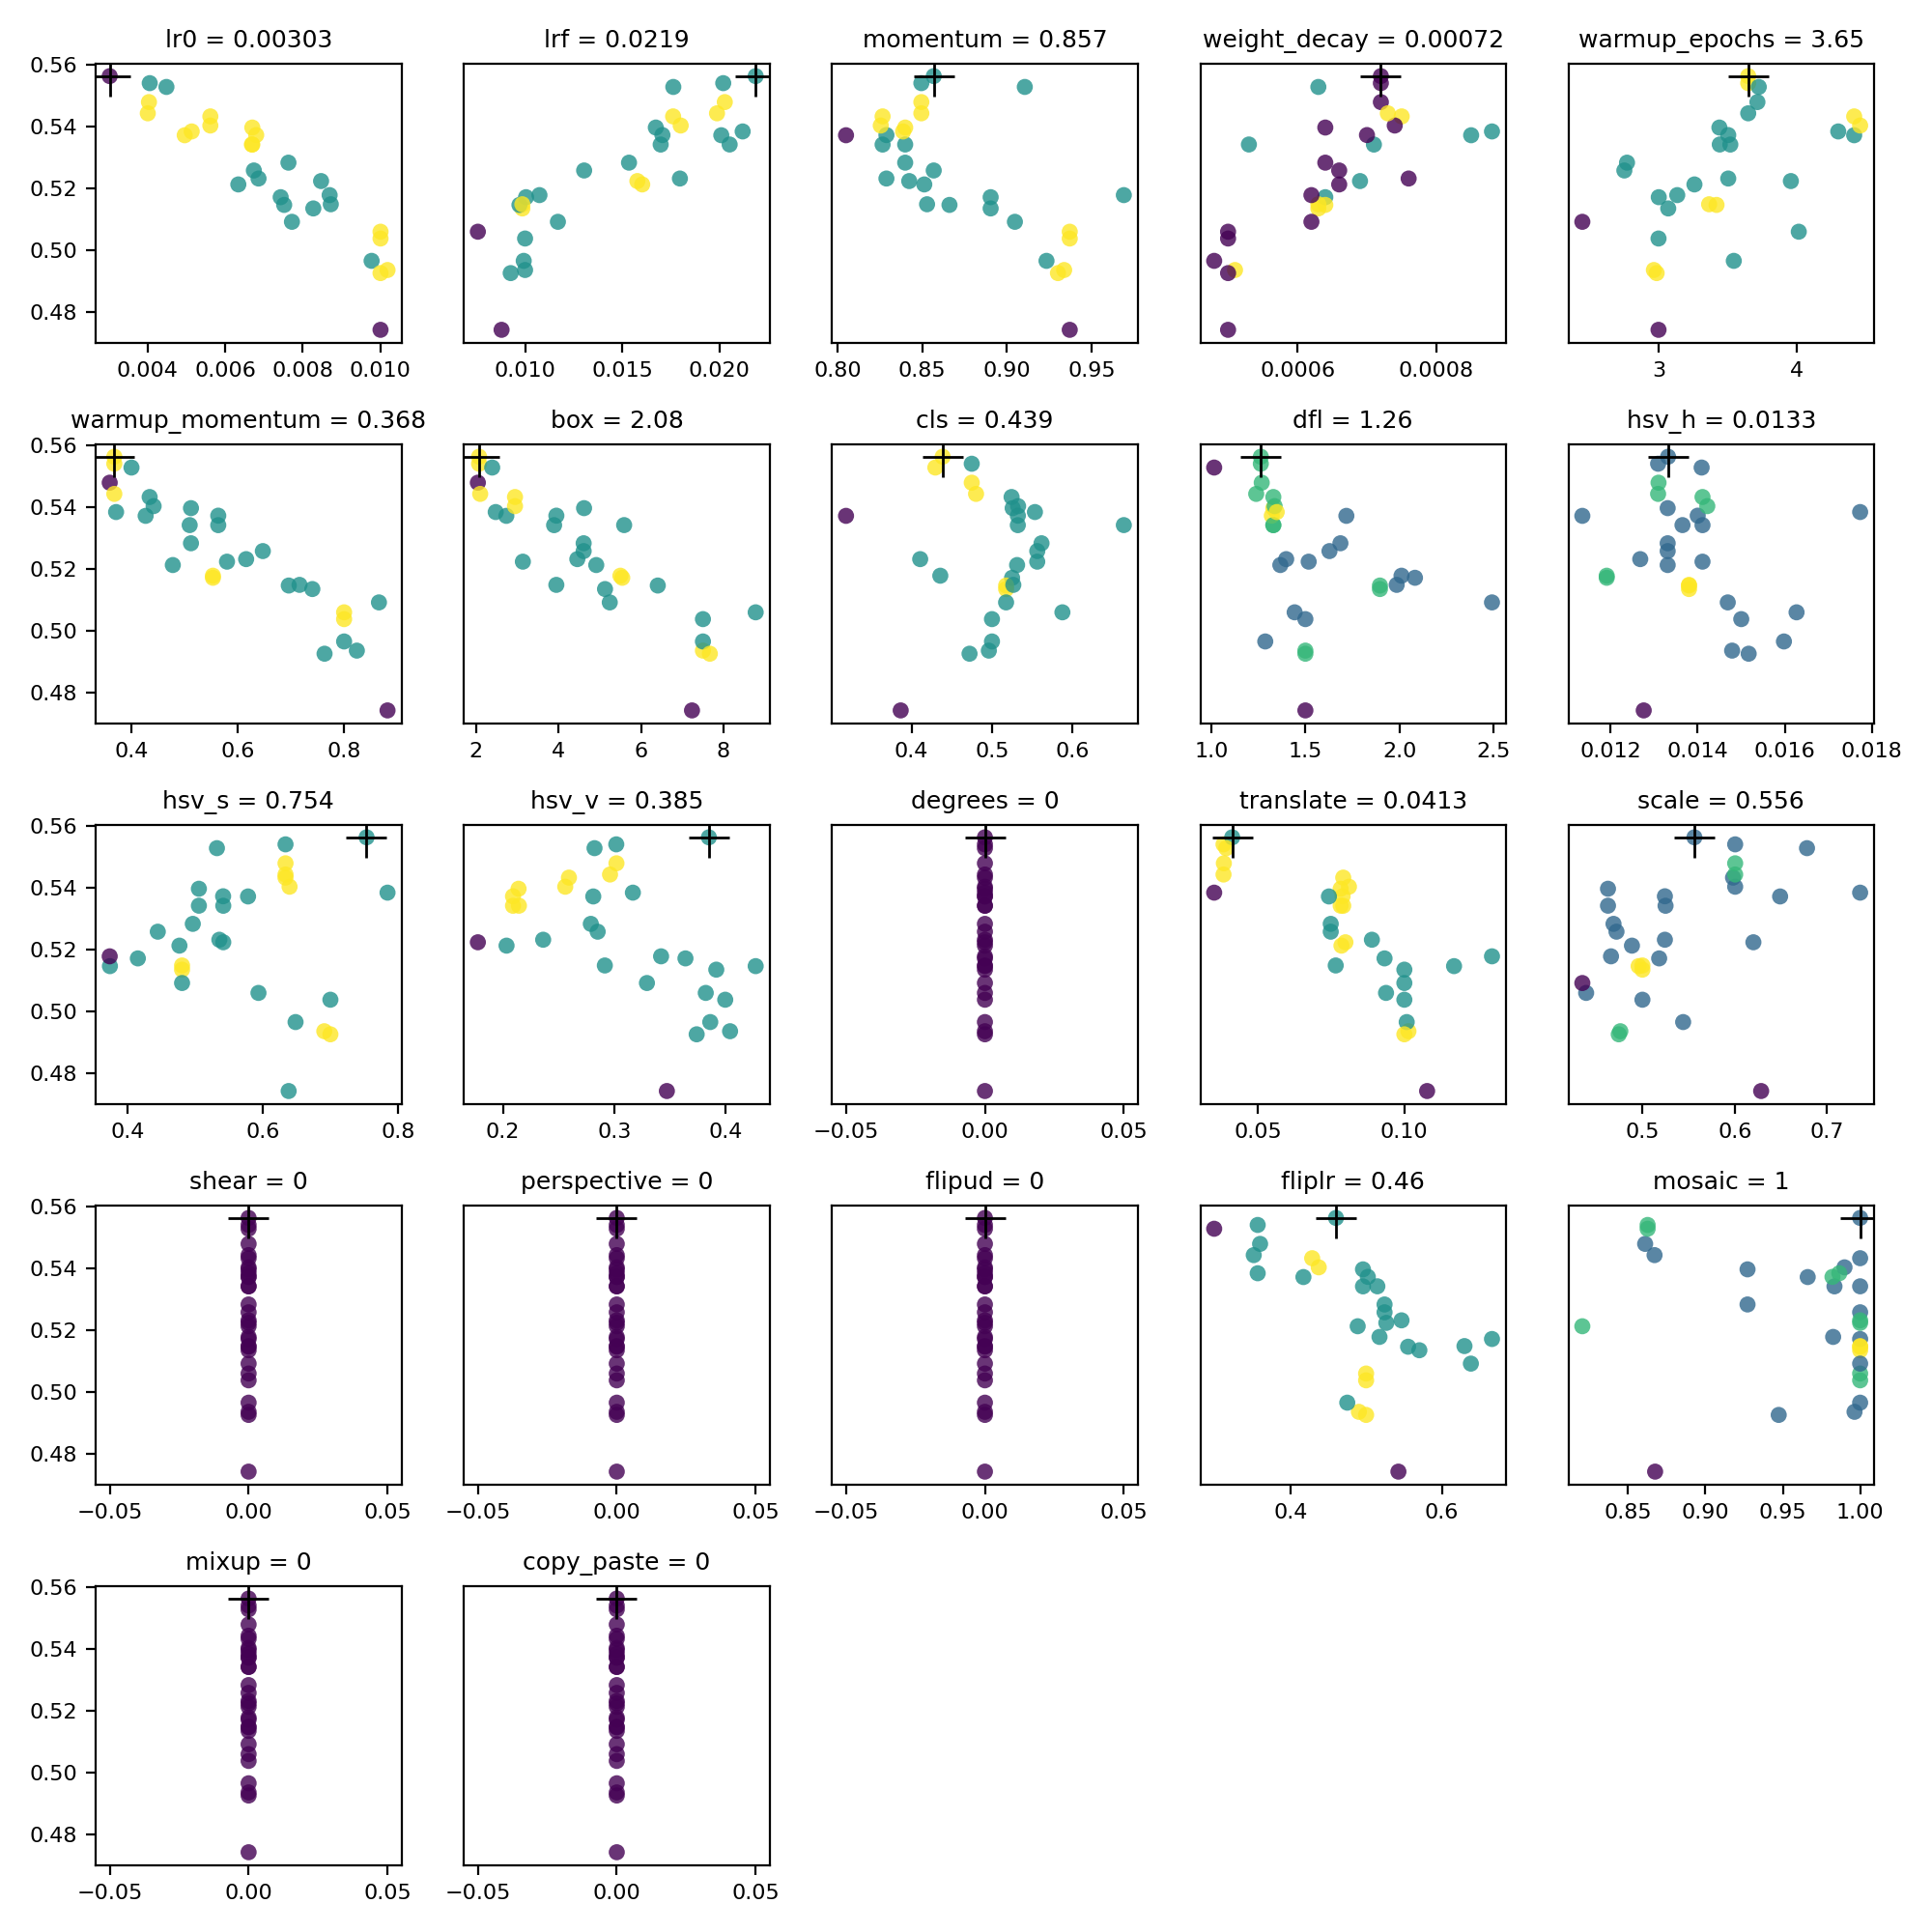 lr0 = 0.00303
lrf = 0.0219
momentum = 0.857
weight_decay = 0.00072
warmup_epochs = 3.65
0.56
0.54
0.52
0.50
0.48
0.004 0.006 0.008 0.010
0.010 0.015 0.020
0.80 0.85 0.90 0.95
0.0006 0.0008
3 4
warmup_momentum = 0.368
box = 2.08
cls = 0.439
dfl = 1.26
hsv_h = 0.0133
0.56
0.54
0.52
0.50
0.48
0.4 0.6 0.8
2 4 6 8
0.4 0.5 0.6
1.0 1.5 2.0 2.5
0.012 0.014 0.016 0.018
hsv_s = 0.754
hsv_v = 0.385
degrees = 0
translate = 0.0413
scale = 0.556
0.56
0.54
0.52
0.50
0.48
0.4 0.6 0.8
0.2 0.3 0.4
−0.05 0.00 0.05
0.05 0.10
0.5 0.6 0.7
shear = 0
perspective = 0
flipud = 0
fliplr = 0.46
mosaic = 1
0.56
0.54
0.52
0.50
0.48
−0.05 0.00 0.05
−0.05 0.00 0.05
−0.05 0.00 0.05
0.4 0.6
0.85 0.90 0.95 1.00
mixup = 0
copy_paste = 0
0.56
0.54
0.52
0.50
0.48
−0.05 0.00 0.05
−0.05 0.00 0.05